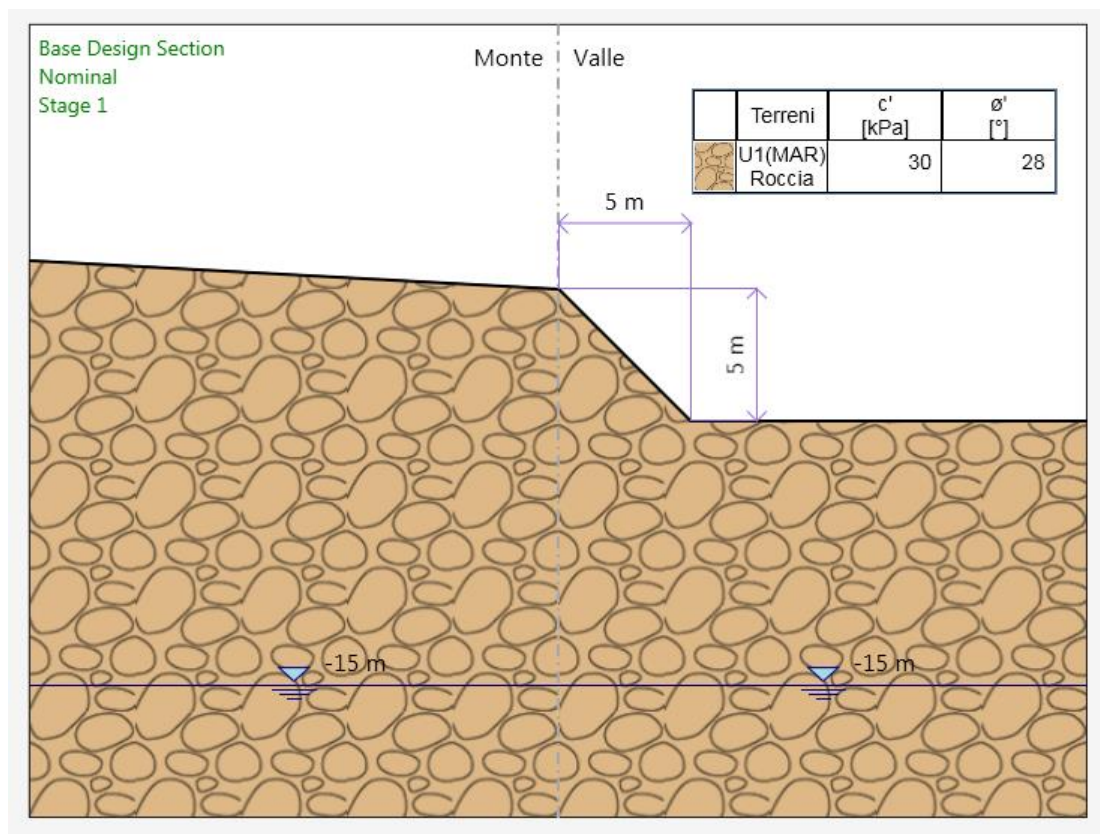 Base Design Section
Nominal
Stage 1
Monte
Valle
Terreni
c'
[kPa]
ø'
[°]
U1(MAR)
Roccia
30
28
5 m
5 m
-15 m
-15 m